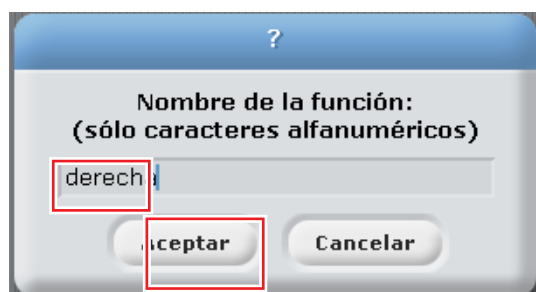 ?
Nombre de la función:
(sólo caracteres alfanuméricos)
derecha
Aceptar Cancelar